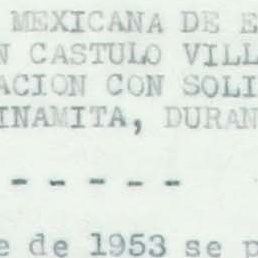 MEXICANA DE E
N CASTULO VILL
ACION CON SOLI
INAMITA, DURAN
- - - - - -
e de 1953 se p